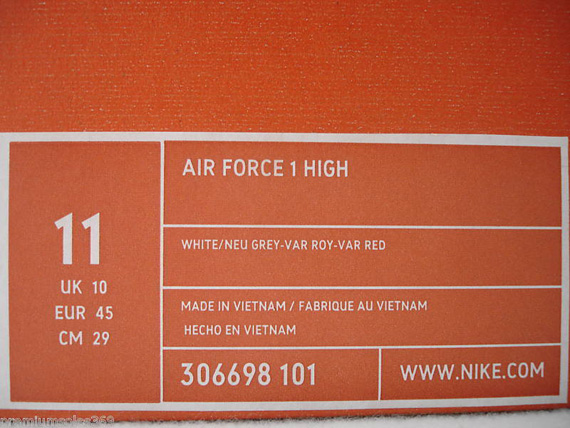 11
UK 10
EUR 45
CM 29
AIR FORCE 1 HIGH
WHITE/NEU GREY-VAR ROY-VAR RED
MADE IN VIETNAM / FABRIQUE AU VIETNAM
HECHO EN VIETNAM
306698 101
WWW.NIKE.COM